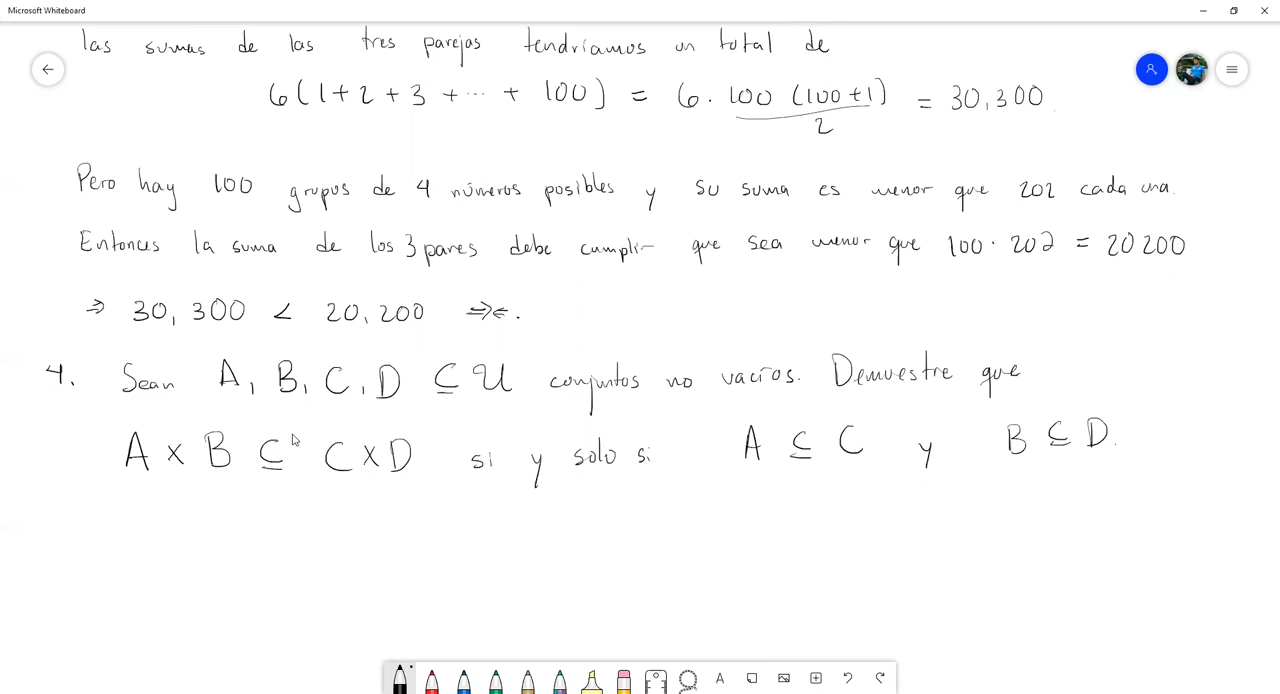 Microsoft Whiteboard
las sumas de las tres parejas tendríamos un total de
6(1+2+3+⋯+100) = 6 · 100(100+1)/2 = 30,300
Pero hay 100 grupos de 4 números posibles y su suma es menor que 202 cada una.
Entonces la suma de los 3 pares debe cumplir que sea menor que 100·202 = 20200
⇒ 30,300 < 20,200 ⇒⇐.
4. Sean A, B, C, D ⊆ U conjuntos no vacíos. Demuestre que
A × B ⊆ C × D si y solo si A ⊆ C y B ⊆ D.